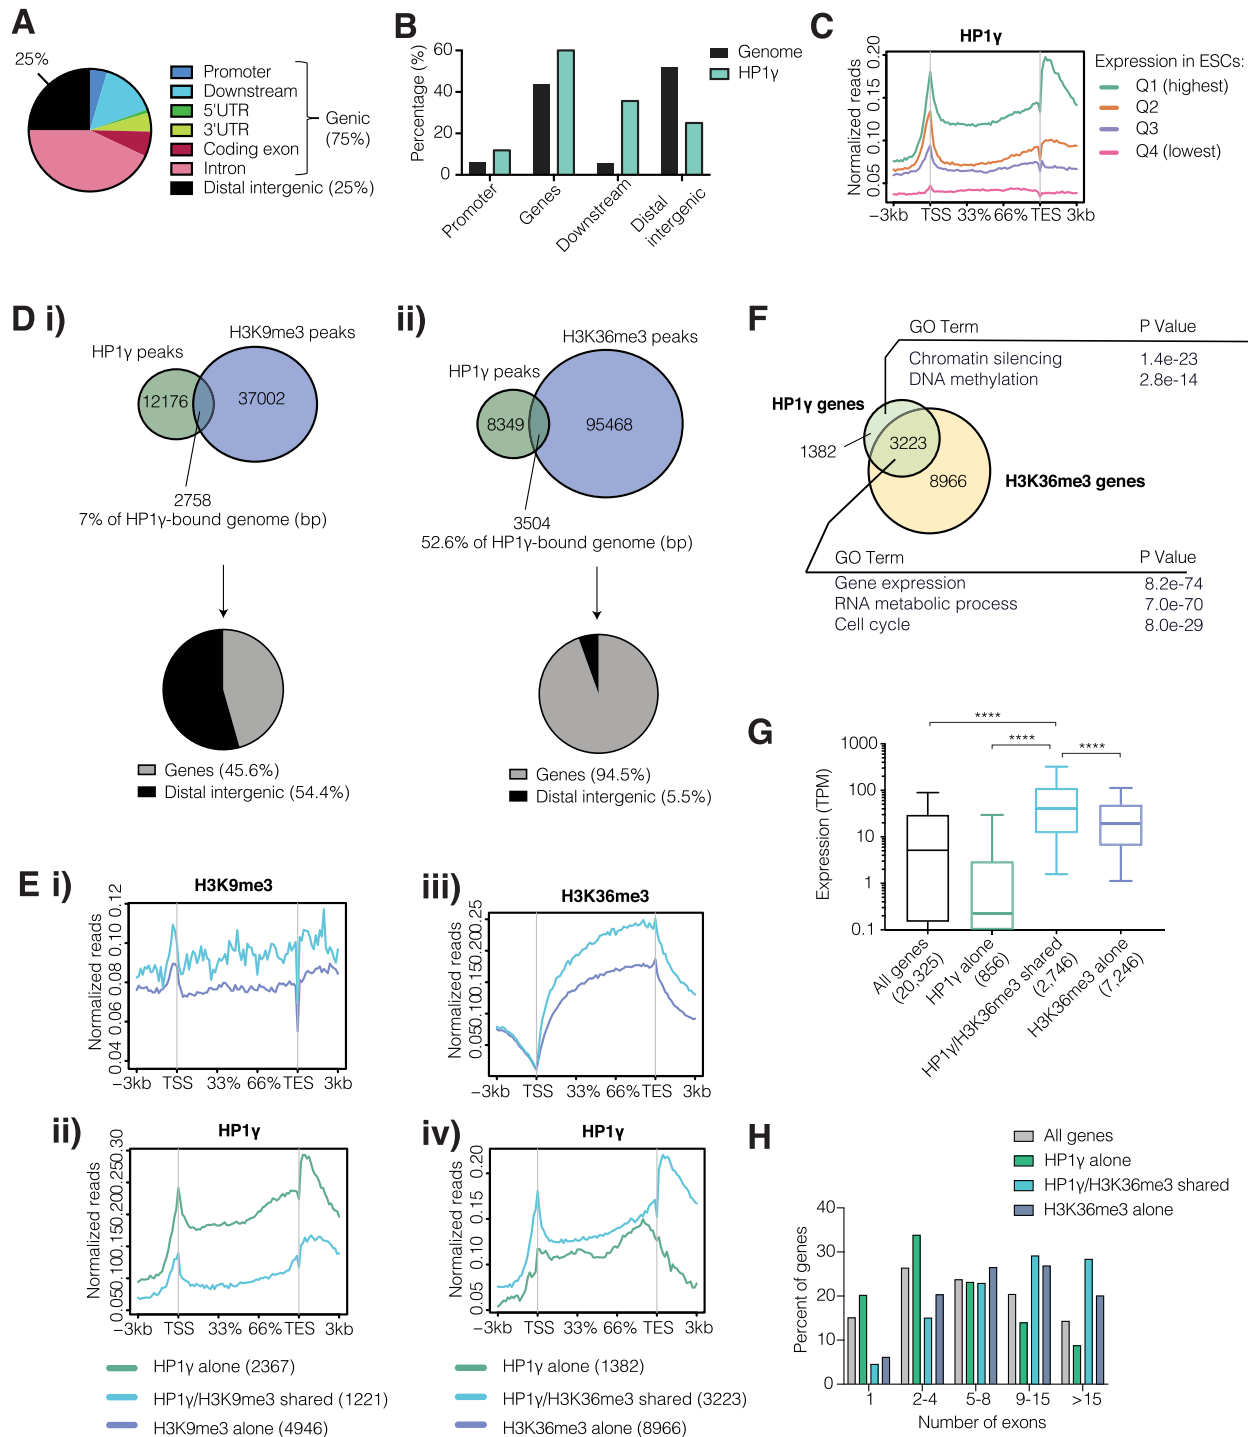 A
25%
Promoter
Downstream
5'UTR
3'UTR
Coding exon
Intron
Distal intergenic (25%)
Genic
(75%)
B
Percentage (%)
60
40
20
0
Genome
HP1γ
Promoter
Genes
Downstream
Distal
intergenic
C
HP1γ
Normalized reads
0.20
0.15
0.10
0.05
−3kb TSS 33% 66% TES 3kb
Expression in ESCs:
Q1 (highest)
Q2
Q3
Q4 (lowest)
D i)
HP1γ peaks
H3K9me3 peaks
12176
37002
2758
7% of HP1γ-bound genome (bp)
Genes (45.6%)
Distal intergenic (54.4%)
ii)
H3K36me3 peaks
HP1γ peaks
8349
95468
3504
52.6% of HP1γ-bound genome (bp)
Genes (94.5%)
Distal intergenic (5.5%)
F
GO Term P Value
Chromatin silencing 1.4e-23
DNA methylation 2.8e-14
HP1γ genes
1382
3223
8966
H3K36me3 genes
GO Term P Value
Gene expression 8.2e-74
RNA metabolic process 7.0e-70
Cell cycle 8.0e-29
G
Expression (TPM)
1000
100
10
1
0.1
****
**** ****
All genes
(20,325)
HP1γ alone
(856)
HP1γ/H3K36me3 shared
(2,746)
H3K36me3 alone
(7,246)
E i)
H3K9me3
Normalized reads
0.12
0.10
0.08
0.06
0.04
−3kb TSS 33% 66% TES 3kb
ii)
HP1γ
Normalized reads
0.30
0.25
0.20
0.15
0.10
0.05
−3kb TSS 33% 66% TES 3kb
HP1γ alone (2367)
HP1γ/H3K9me3 shared (1221)
H3K9me3 alone (4946)
iii)
H3K36me3
Normalized reads
0.25
0.20
0.15
0.10
0.05
−3kb TSS 33% 66% TES 3kb
iv)
HP1γ
Normalized reads
0.20
0.15
0.10
0.05
−3kb TSS 33% 66% TES 3kb
HP1γ alone (1382)
HP1γ/H3K36me3 shared (3223)
H3K36me3 alone (8966)
H
All genes
HP1γ alone
HP1γ/H3K36me3 shared
H3K36me3 alone
Percent of genes
40
30
20
10
0
1 2-4 5-8 9-15 >15
Number of exons